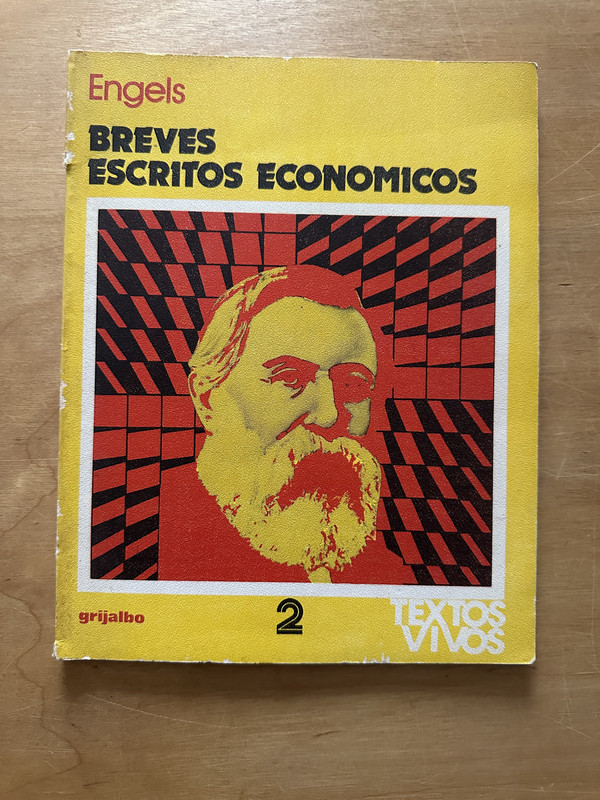 Engels
BREVES
ESCRITOS ECONOMICOS
grijalbo
2
TEXTOS
VIVOS